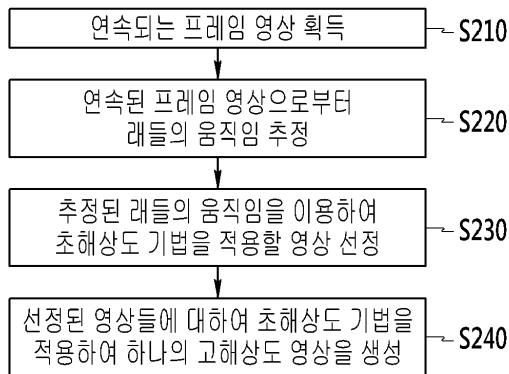 연속되는 프레임 영상 획득
S210
연속된 프레임 영상으로부터
래들의 움직임 추정
S220
추정된 래들의 움직임을 이용하여
초해상도 기법을 적용할 영상 선정
S230
선정된 영상들에 대하여 초해상도 기법을
적용하여 하나의 고해상도 영상을 생성
S240